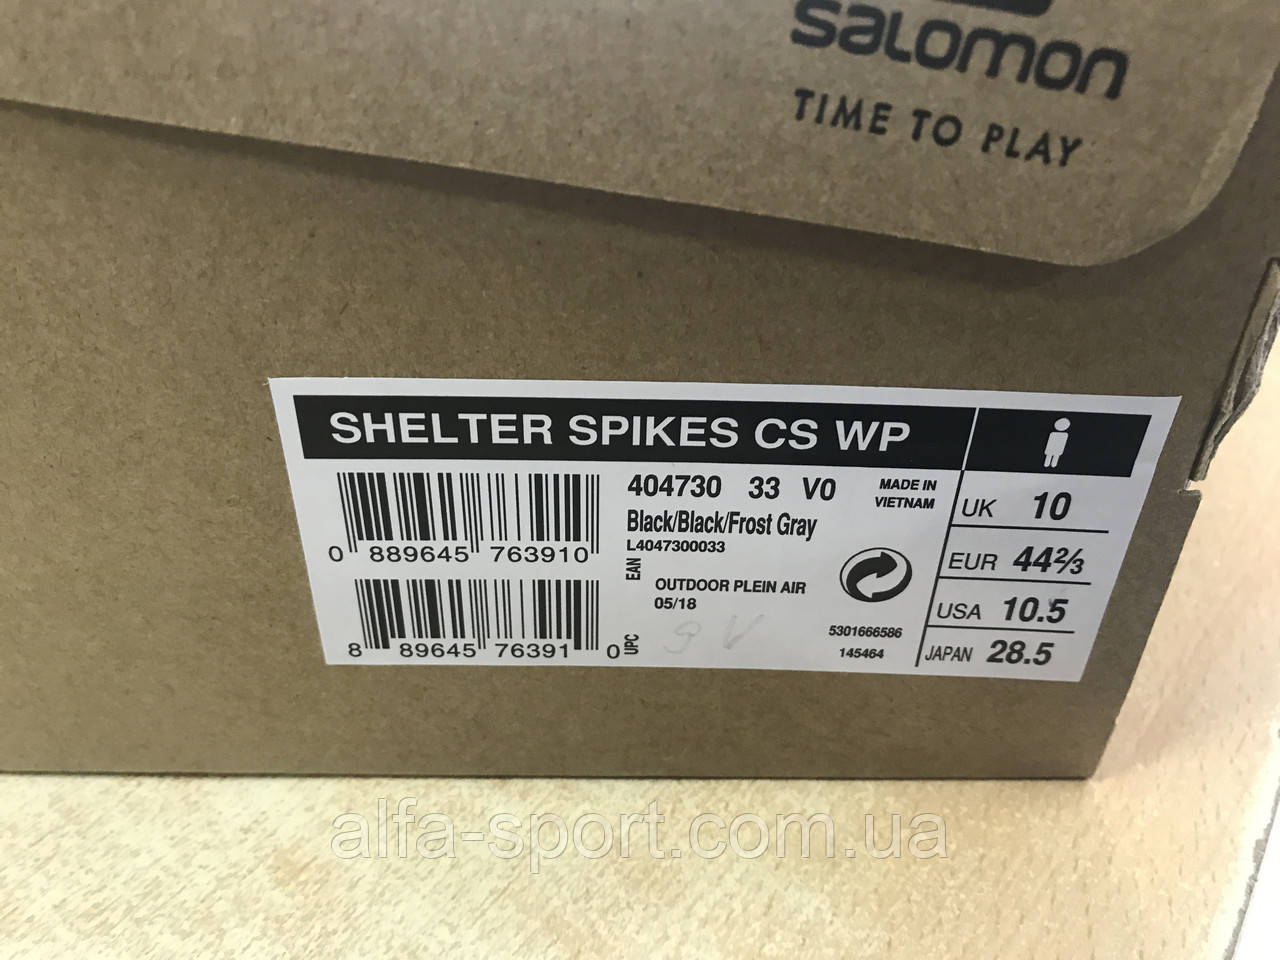 salomon
TIME TO PLAY
SHELTER SPIKES CS WP
404730 33 V0
MADE IN
VIETNAM
Black/Black/Frost Gray
L4047300033
0 889645 763910
EAN
OUTDOOR PLEIN AIR
05/18
8 89645 76391 0
UPC
5301666586
145464
UK 10
EUR 44⅔
USA 10.5
JAPAN 28.5
alfa-sport.com.ua